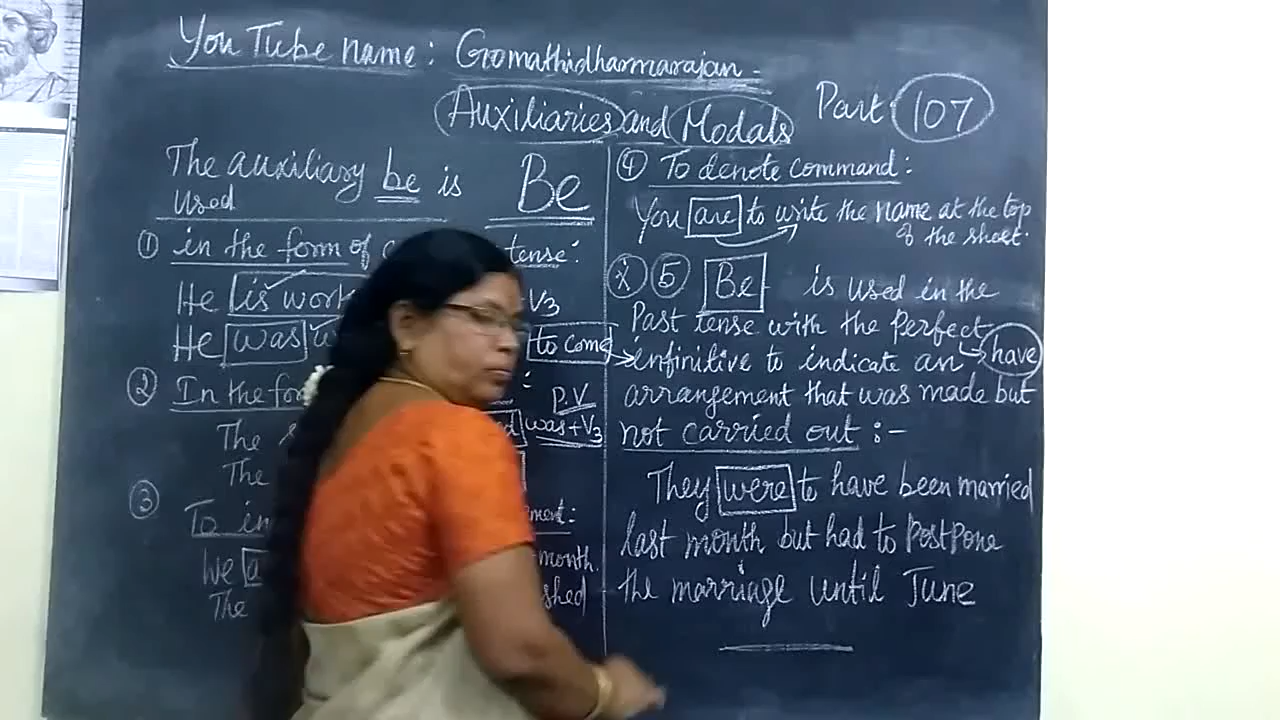 YouTube name: Gomathidharmarajan
Auxiliaries and Modals
Part 107
The auxiliary be is
used
Be
① in the form of tense:
He is work
V3
He was
to come
② In the for
P.V
The
was+V3
The
③ To in
we
month.
The
shed
④ To denote command:
You are to write the name at the top
of the sheet.
⑤ Be is used in the
Past tense with the perfect
infinitive to indicate an have
arrangement that was made but
not carried out :-
They were to have been married
last month but had to postpone
the marriage until June